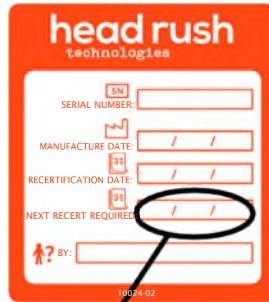 head rush
technologies
SN
SERIAL NUMBER:
MANUFACTURE DATE: / /
31
RECERTIFICATION DATE: / /
31
NEXT RECERT REQUIRED: / /
? BY:
10024-02